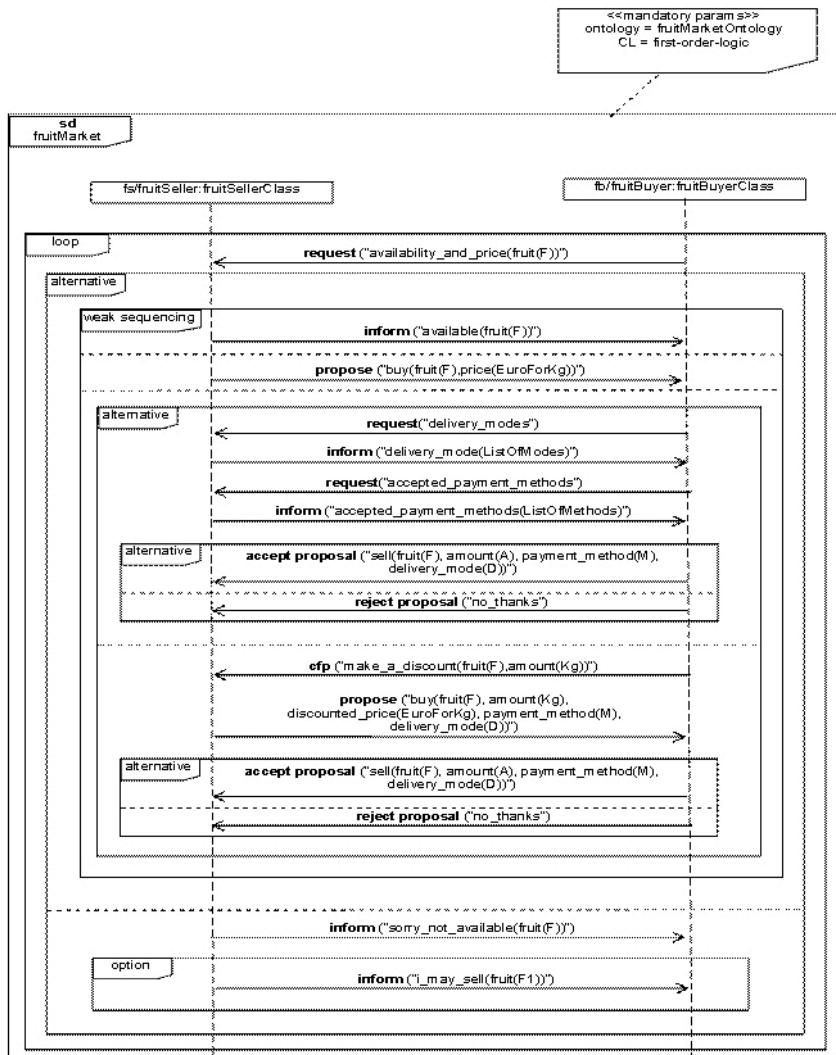 <<mandatory params>>
ontology = fruitMarketOntology
CL = first-order-logic
sd
fruitMarket
fs/fruitSeller:fruitSellerClass
fb/fruitBuyer:fruitBuyerClass
loop
request ("availability_and_price(fruit(F))")
alternative
weak sequencing
inform ("available(fruit(F))")
propose ("buy(fruit(F),price(EuroForKg))")
alternative
request("delivery_modes")
inform ("delivery_mode(ListOfModes)")
request("accepted_payment_methods")
inform ("accepted_payment_methods(ListOfMethods)")
alternative
accept proposal ("sell(fruit(F), amount(A), payment_method(M),
delivery_mode(D))")
reject proposal ("no_thanks")
cfp ("make_a_discount(fruit(F),amount(Kg))")
propose ("buy(fruit(F), amount(Kg),
discounted_price(EuroForKg), payment_method(M),
delivery_mode(D))")
alternative
accept proposal ("sell(fruit(F), amount(A), payment_method(M),
delivery_mode(D))")
reject proposal ("no_thanks")
inform ("sorry_not_available(fruit(F))")
option
inform ("i_may_sell(fruit(F1))")